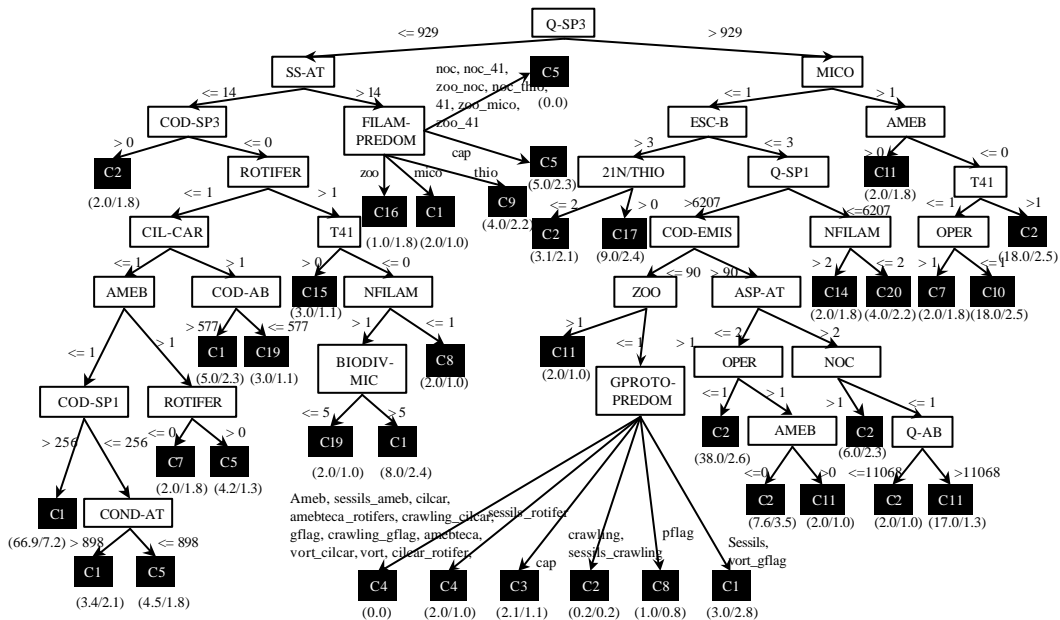 Q-SP3
<= 929
> 929
SS-AT
MICO
noc, noc_41,
zoo_noc, noc_thio,
41, zoo_mico,
zoo_41
C5
(0.0)
<= 14
> 14
<= 1
> 1
COD-SP3
FILAM-
PREDOM
ESC-B
AMEB
> 0
<= 0
cap
C5
(5.0/2.3)
> 3
<= 3
> 0
<= 0
C2
(2.0/1.8)
ROTIFER
zoo
mico
thio
C16
(1.0/1.8)
C1
(2.0/1.0)
C9
(4.0/2.2)
21N/THIO
Q-SP1
C11
(2.0/1.8)
T41
<= 1
> 1
<= 2
> 0
>6207
<=6207
<= 1
>1
CIL-CAR
T41
C2
(3.1/2.1)
C17
(9.0/2.4)
COD-EMIS
NFILAM
OPER
C2
(18.0/2.5)
<=1
> 1
> 0
<= 0
<= 90
> 90
> 2
<= 2
> 1
<=1
AMEB
COD-AB
C15
(3.0/1.1)
NFILAM
ZOO
ASP-AT
C14
(2.0/1.8)
C20
(4.0/2.2)
C7
(2.0/1.8)
C10
(18.0/2.5)
<= 1
> 1
> 577
<= 577
> 1
<= 1
> 1
<= 1
> 1
<= 2
> 2
C1
(5.0/2.3)
C19
(3.0/1.1)
BIODIV-
MIC
C8
(2.0/1.0)
C11
(2.0/1.0)
GPROTO-
PREDOM
OPER
NOC
COD-SP1
ROTIFER
<= 5
>5
<= 1
> 1
>1
<= 1
> 256
<= 256
<= 0
> 0
C19
(2.0/1.0)
C1
(8.0/2.4)
C2
(38.0/2.6)
AMEB
C2
(6.0/2.3)
Q-AB
C7
(2.0/1.8)
C5
(4.2/1.3)
<=0
>0
<=11068
>11068
C1
(66.9/7.2)
COND-AT
C2
(7.6/3.5)
C11
(2.0/1.0)
C2
(2.0/1.0)
C11
(17.0/1.3)
> 898
<= 898
C1
(3.4/2.1)
C5
(4.5/1.8)
Ameb, sessils_ameb, cilcar,
amebteca_rotifers, crawling_cilcar,
gflag, crawling_gflag, amebteca,
vort_cilcar, vort, cilcar_rotifer,
sessils_rotifer
cap
crawling,
sessils_crawling
pflag
Sessils,
vort_gflag
C4
(0.0)
C4
(2.0/1.0)
C3
(2.1/1.1)
C2
(0.2/0.2)
C8
(1.0/0.8)
C1
(3.0/2.8)